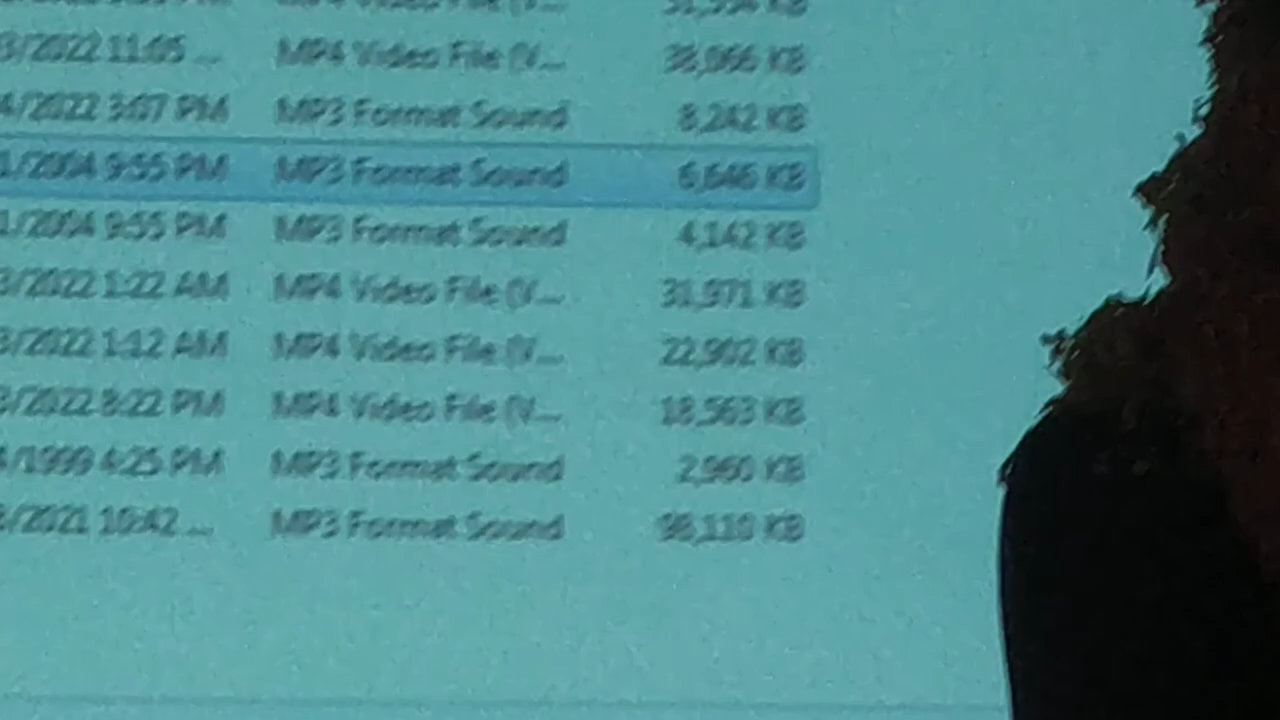 MP4 Video File (V...
3/2022 11:05 ... MP4 Video File (V... 38,966 KB
4/2022 3:07 PM MP3 Format Sound 8,242 KB
1/2004 9:55 PM MP3 Format Sound 6,646 KB
1/2004 9:55 PM MP3 Format Sound 4,142 KB
3/2022 1:22 AM MP4 Video File (V... 31,971 KB
3/2022 1:12 AM MP4 Video File (V... 22,902 KB
3/2022 8:22 PM MP4 Video File (V... 18,563 KB
4/1999 4:25 PM MP3 Format Sound 2,960 KB
3/2021 10:42 ... MP3 Format Sound 98,110 KB